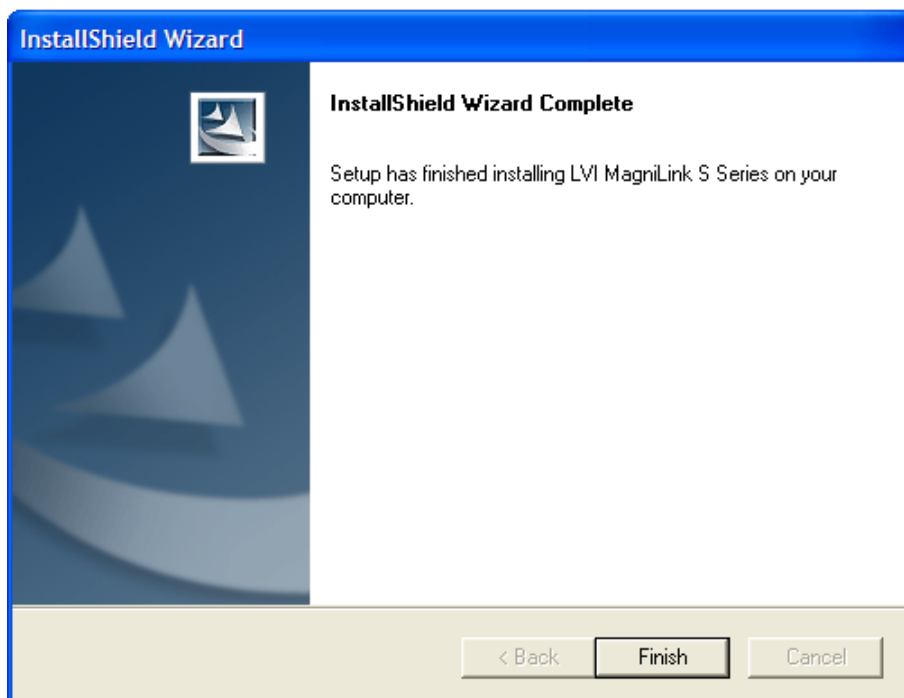 InstallShield Wizard
InstallShield Wizard Complete
Setup has finished installing LVI MagniLink S Series on your
computer.
< Back Finish Cancel